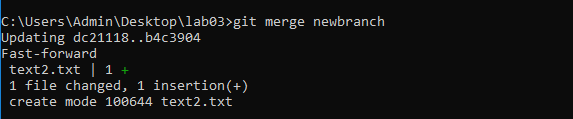 C:\Users\Admin\Desktop\lab03>git merge newbranch
Updating dc21118..b4c3904
Fast-forward
 text2.txt | 1 +
 1 file changed, 1 insertion(+)
 create mode 100644 text2.txt